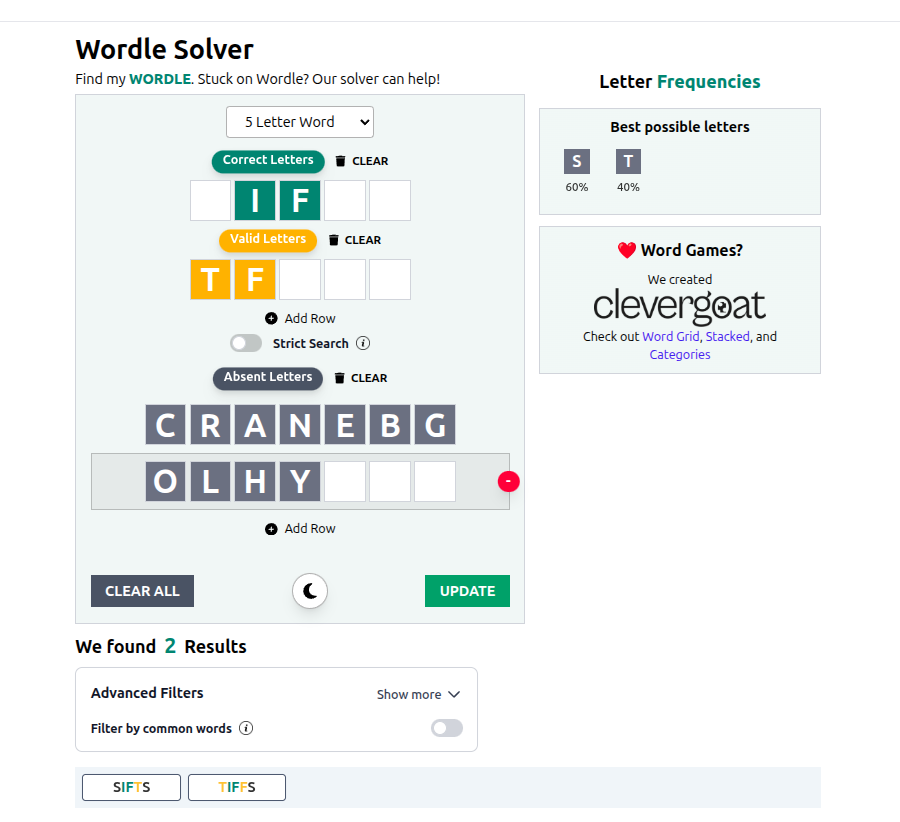 Wordle Solver
Find my WORDLE. Stuck on Wordle? Our solver can help!
5 Letter Word
Correct Letters CLEAR
I F
Valid Letters CLEAR
T F
+ Add Row
Strict Search i
Absent Letters CLEAR
C R A N E B G
O L H Y -
+ Add Row
CLEAR ALL UPDATE
Letter Frequencies
Best possible letters
S T
60% 40%
Word Games?
We created
clevergoat
Check out Word Grid, Stacked, and
Categories
We found 2 Results
Advanced Filters Show more
Filter by common words i
SIFTS TIFFS